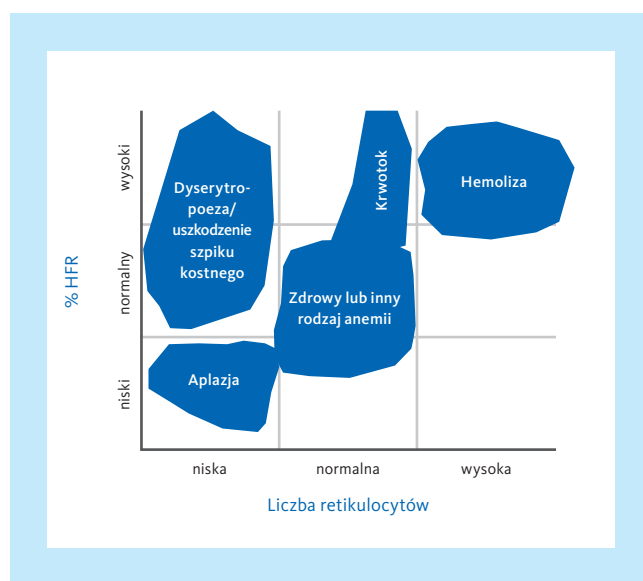 % HFR
wysoki
normalny
niski
Dyserytro-
poeza/
uszkodzenie
szpiku
kostnego
Krwotok
Hemoliza
Zdrowy lub inny
rodzaj anemii
Aplazja
niska
normalna
wysoka
Liczba retikulocytów